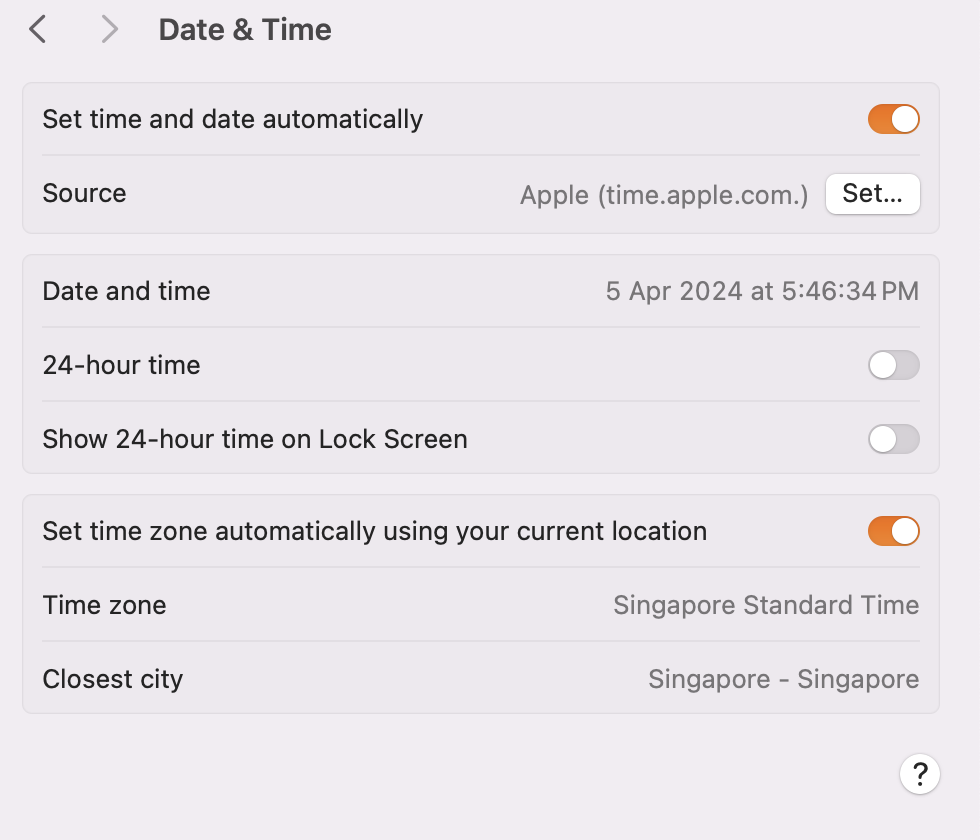 Date & Time
Set time and date automatically
Source Apple (time.apple.com.) Set...
Date and time 5 Apr 2024 at 5:46:34 PM
24-hour time
Show 24-hour time on Lock Screen
Set time zone automatically using your current location
Time zone Singapore Standard Time
Closest city Singapore - Singapore
?